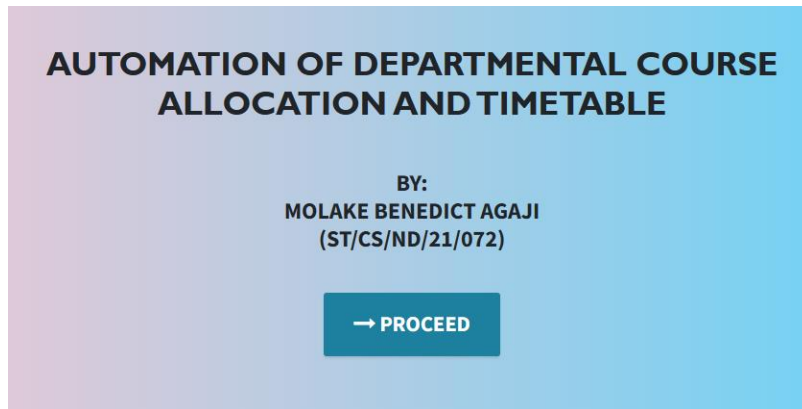 AUTOMATION OF DEPARTMENTAL COURSE
ALLOCATION AND TIMETABLE
BY:
MOLAKE BENEDICT AGAJI
(ST/CS/ND/21/072)
→ PROCEED